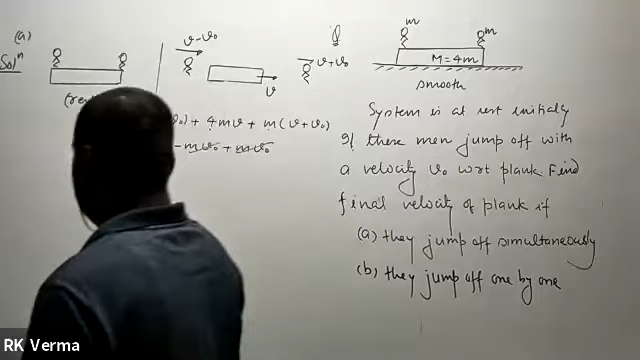 (a)
Solⁿ
v-v₀
v
v+v₀
Q
m
m
M=4m
smooth
v₀) + 4mv + m(v+v₀)
- mv₀ + mv₀
System is at rest initially
If these men jump off with
a velocity v₀ wrt plank. Find
final velocity of plank if
(a) they jump off simultaneously
(b) they jump off one by one
RK Verma